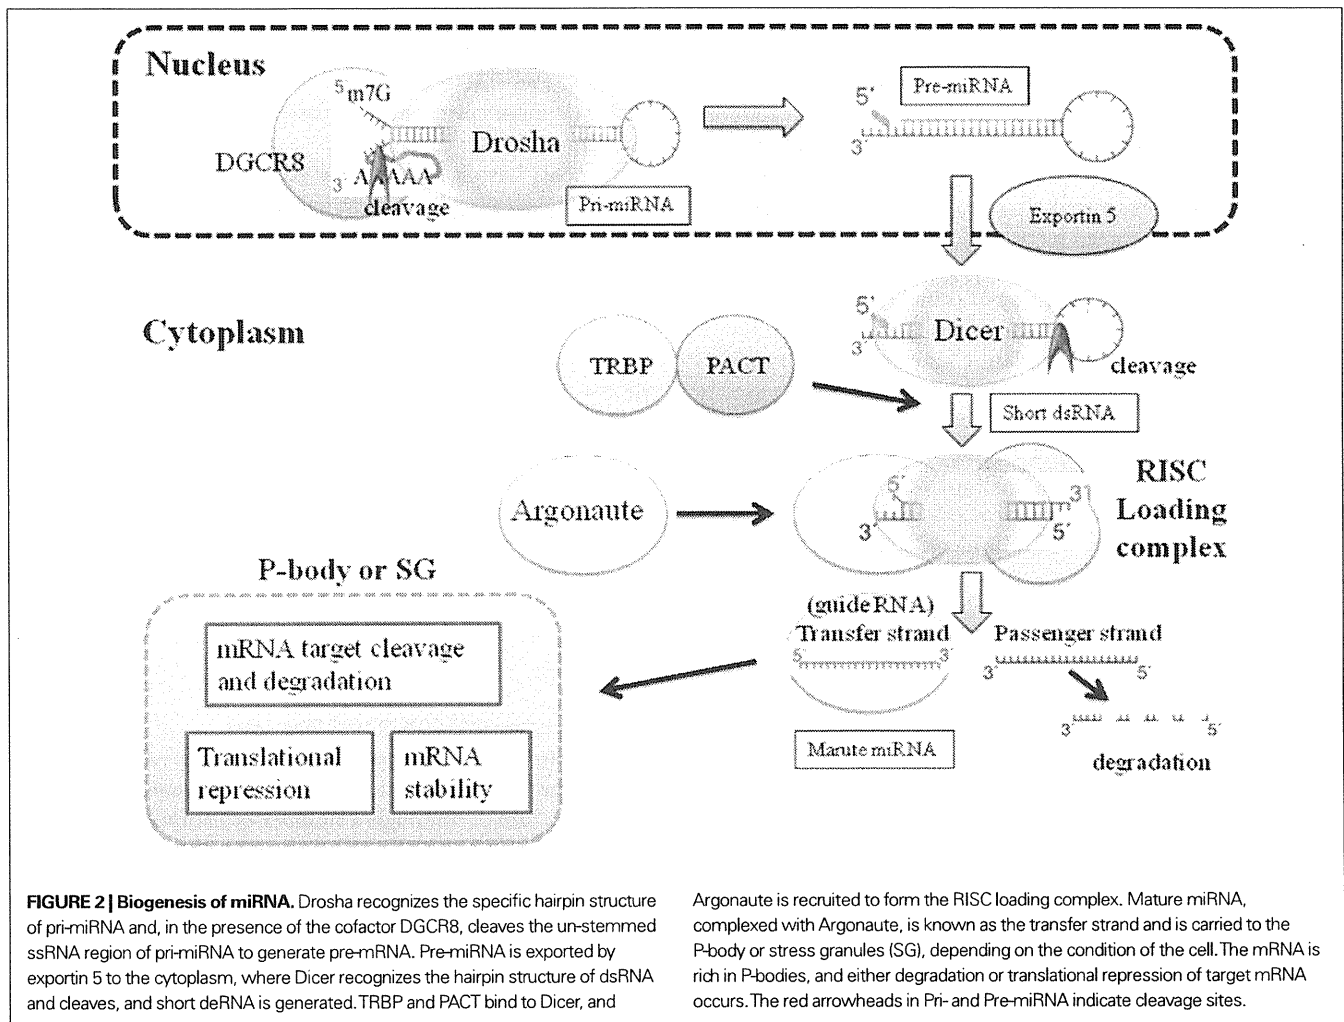 Nucleus
5 m7G
DGCR8
Drosha
3´ A AAAA
cleavage
Pri-miRNA
Pre-miRNA
5´
3´
Exportin 5
Cytoplasm
5´
3´
Dicer
cleavage
TRBP
PACT
Short dsRNA
Argonaute
5´
3´
3´
5´
RISC
Loading
complex
P-body or SG
mRNA target cleavage
and degradation
Translational
repression
mRNA
stability
(guide RNA)
Transfer strand
5´ 3´
Passenger strand
3´ 5´
Marute miRNA
3´ 5´
degradation
FIGURE 2 | Biogenesis of miRNA. Drosha recognizes the specific hairpin structure
of pri-miRNA and, in the presence of the cofactor DGCR8, cleaves the un-stemmed
ssRNA region of pri-miRNA to generate pre-mRNA. Pre-miRNA is exported by
exportin 5 to the cytoplasm, where Dicer recognizes the hairpin structure of dsRNA
and cleaves, and short deRNA is generated. TRBP and PACT bind to Dicer, and
Argonaute is recruited to form the RISC loading complex. Mature miRNA,
complexed with Argonaute, is known as the transfer strand and is carried to the
P-body or stress granules (SG), depending on the condition of the cell. The mRNA is
rich in P-bodies, and either degradation or translational repression of target mRNA
occurs. The red arrowheads in Pri- and Pre-miRNA indicate cleavage sites.